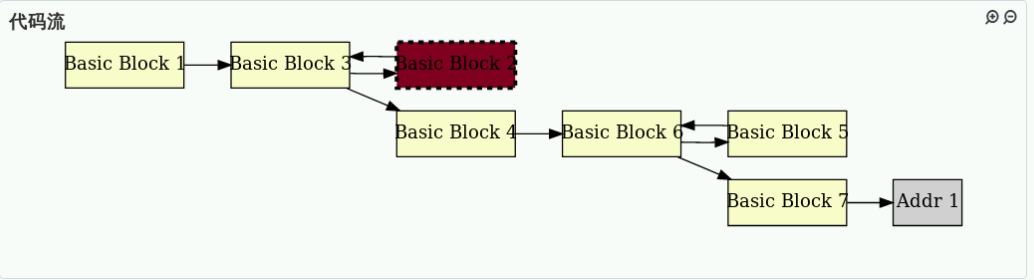 代码流
Basic Block 1
Basic Block 3
Basic Block 2
Basic Block 4
Basic Block 6
Basic Block 5
Basic Block 7
Addr 1